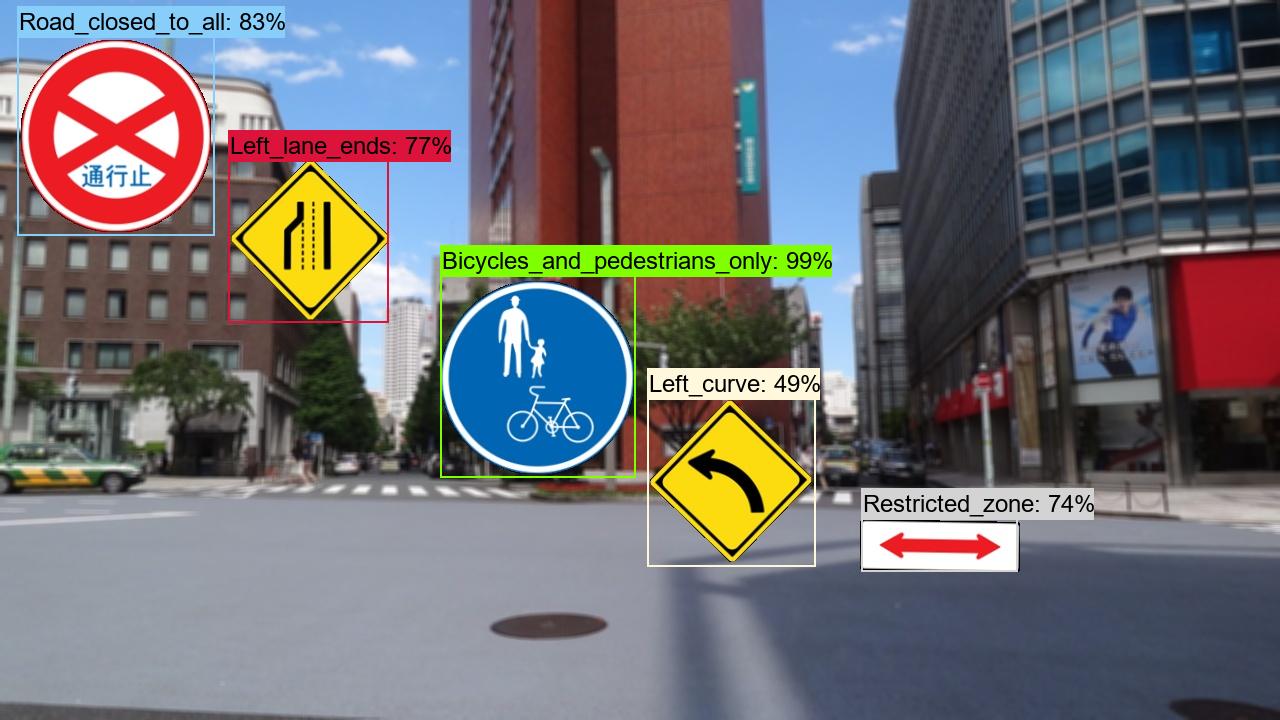 Road_closed_to_all: 83%
通行止
Left_lane_ends: 77%
Bicycles_and_pedestrians_only: 99%
Left_curve: 49%
Restricted_zone: 74%